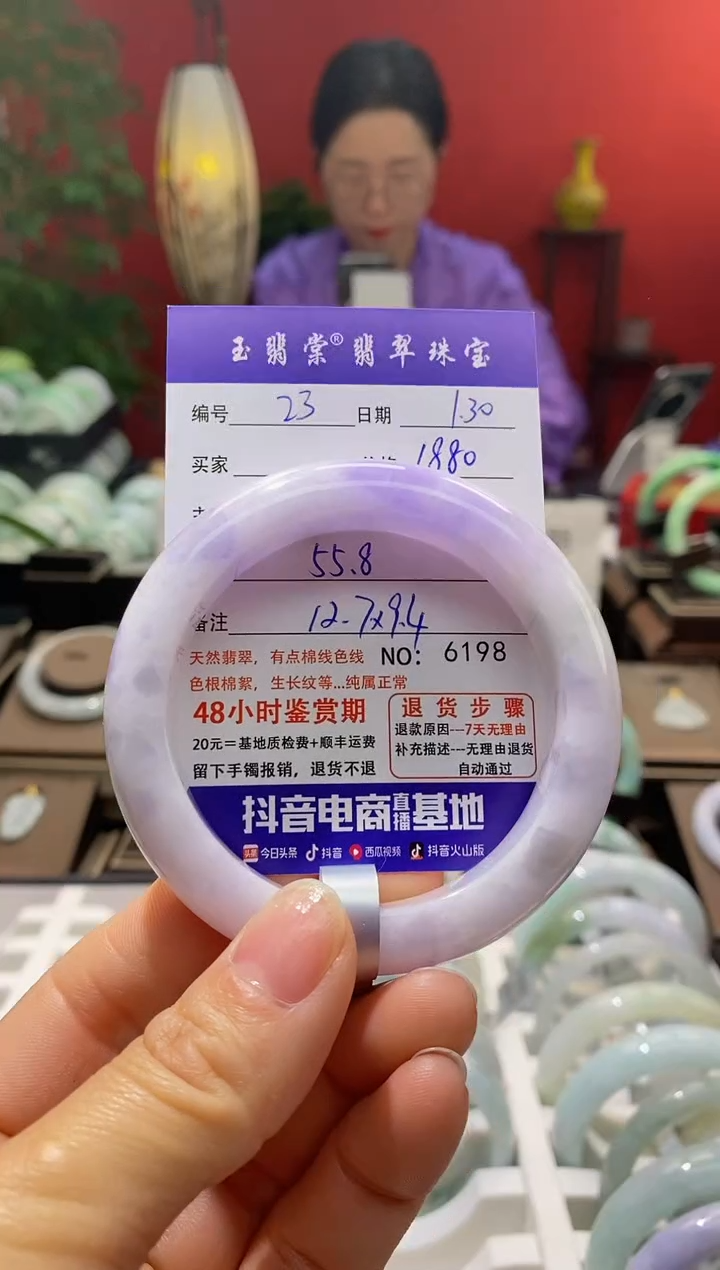 玉翡棠®翡翠珠宝
编号 23 日期 1.30
买家 1880
55.8
备注 12.7x9.4
天然翡翠，有点棉线色线 NO: 6198
色根棉絮，生长纹等...纯属正常
48小时鉴赏期
20元=基地质检费+顺丰运费
留下手镯报销，退货不退
退货步骤
退款原因---7天无理由
补充描述---无理由退货
自动通过
抖音电商直播基地
头条 今日头条 抖音 西瓜视频 抖音火山版